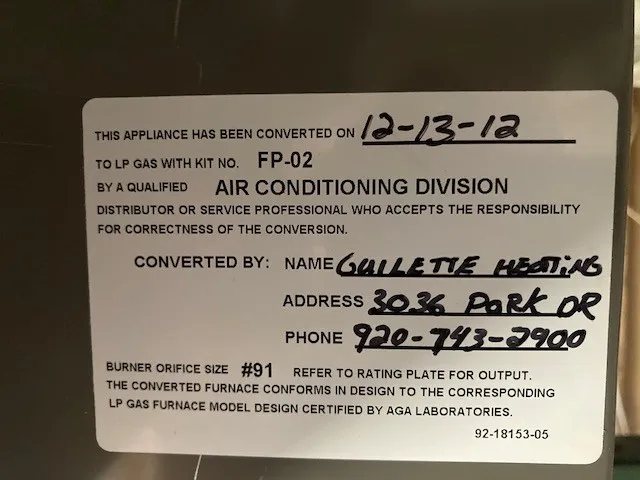 THIS APPLIANCE HAS BEEN CONVERTED ON 12-13-12
TO LP GAS WITH KIT NO. FP-02
BY A QUALIFIED AIR CONDITIONING DIVISION
DISTRIBUTOR OR SERVICE PROFESSIONAL WHO ACCEPTS THE RESPONSIBILITY
FOR CORRECTNESS OF THE CONVERSION.
CONVERTED BY: NAME GUILETTE HEATING
ADDRESS 3036 PARK DR
PHONE 920-743-2900
BURNER ORIFICE SIZE #91 REFER TO RATING PLATE FOR OUTPUT.
THE CONVERTED FURNACE CONFORMS IN DESIGN TO THE CORRESPONDING
LP GAS FURNACE MODEL DESIGN CERTIFIED BY AGA LABORATORIES.
92-18153-05